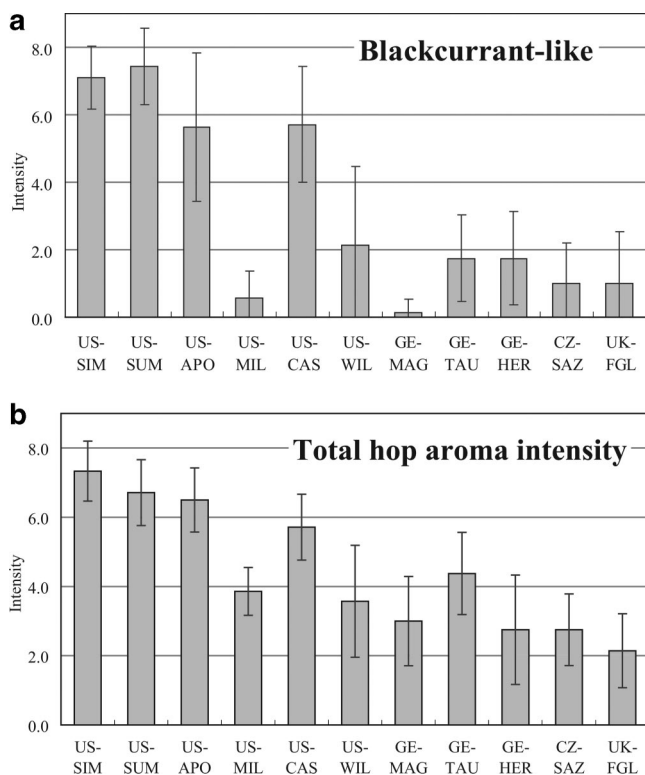 a
Blackcurrant-like
8.0
6.0
4.0
2.0
0.0
Intensity
US- US- US- US- US- US- GE- GE- GE- CZ- UK-
SIM SUM APO MIL CAS WIL MAG TAU HER SAZ FGL
b
Total hop aroma intensity
8.0
6.0
4.0
2.0
0.0
Intensity
US- US- US- US- US- US- GE- GE- GE- CZ- UK-
SIM SUM APO MIL CAS WIL MAG TAU HER SAZ FGL